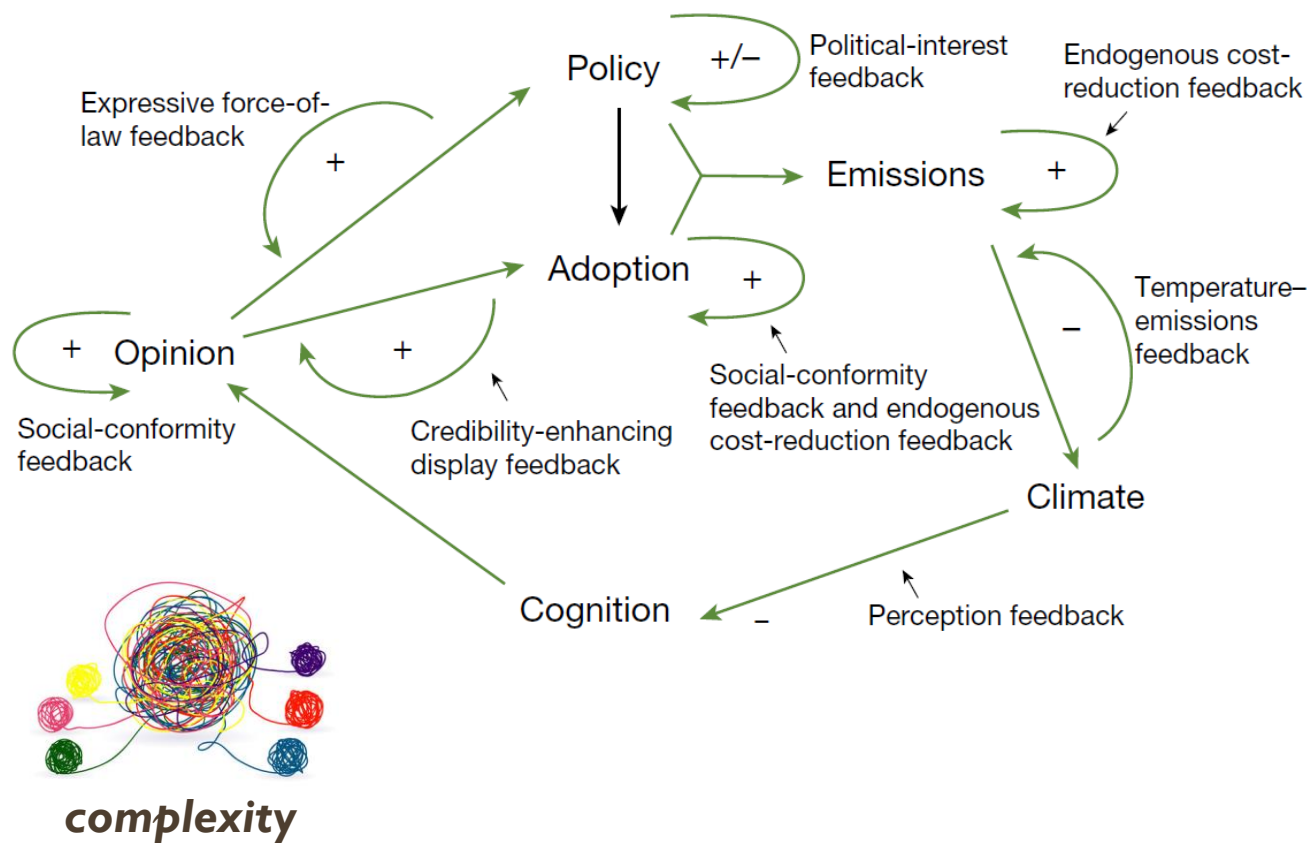 Policy
+/−
Political-interest
feedback
Endogenous cost-
reduction feedback
Expressive force-of-
law feedback
+
Emissions
+
Adoption
+
Temperature–
emissions
feedback
−
+
Opinion
+
Social-conformity
feedback
Credibility-enhancing
display feedback
Social-conformity
feedback and endogenous
cost-reduction feedback
Climate
Cognition
–
Perception feedback
complexity